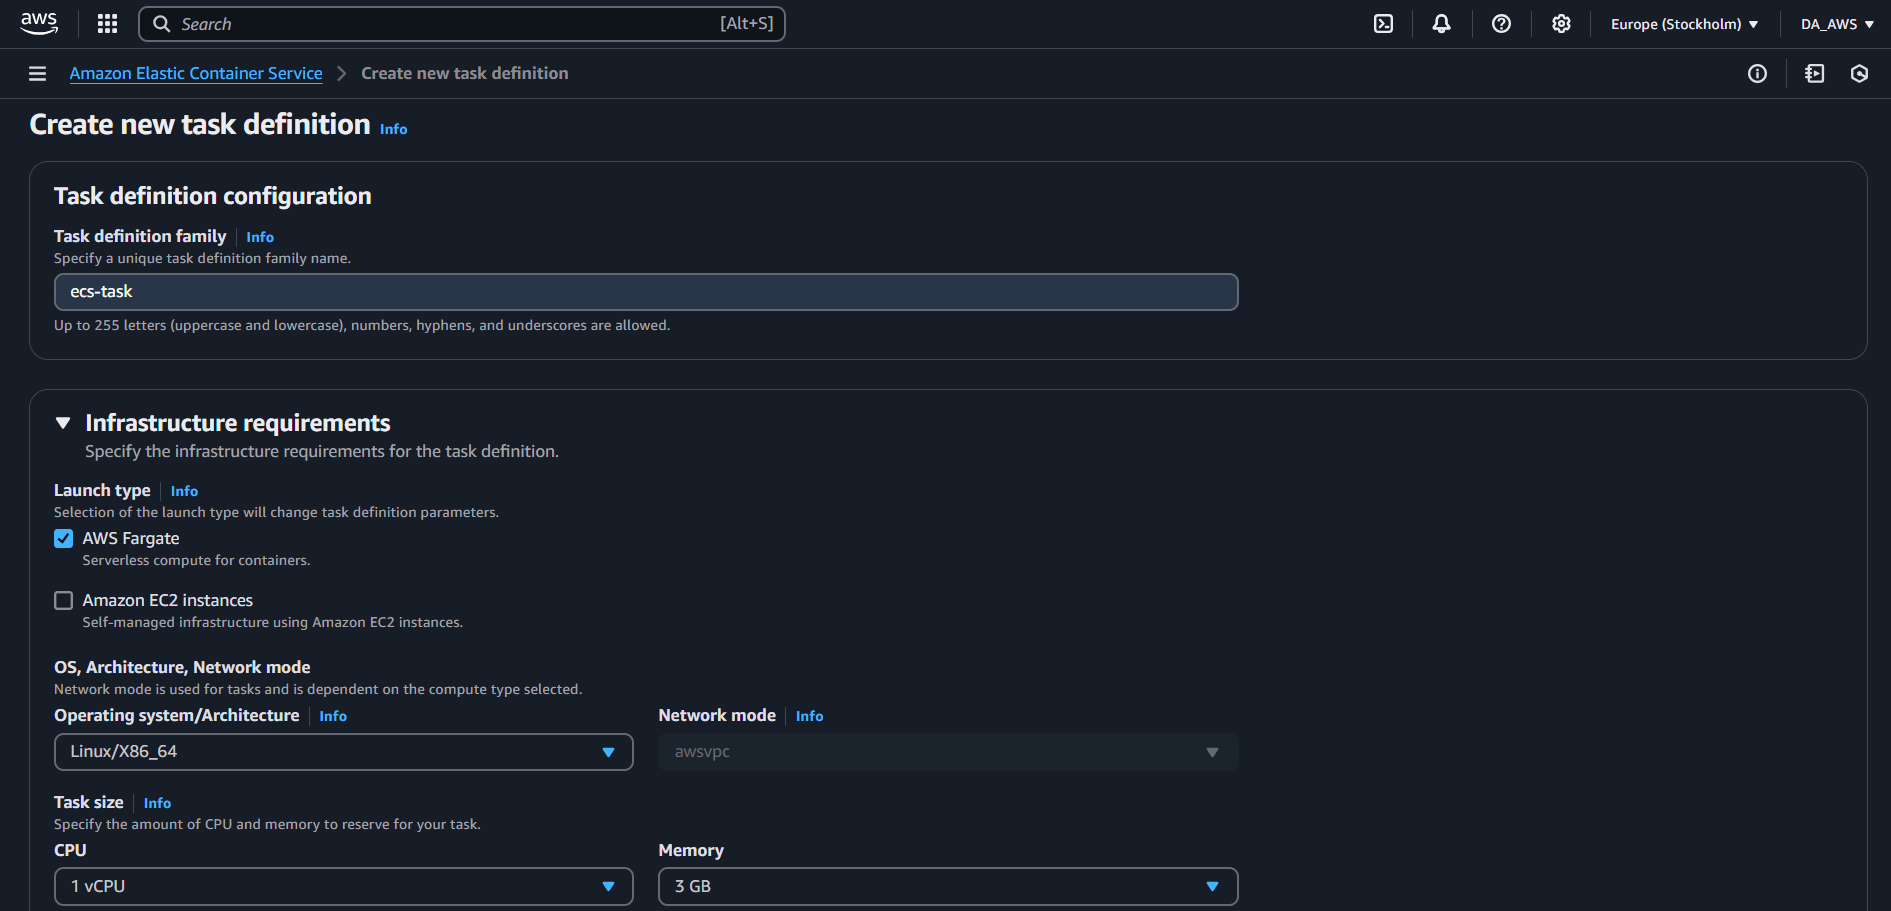 aws Search [Alt+S] Europe (Stockholm) DA_AWS
Amazon Elastic Container Service Create new task definition
Create new task definition Info
Task definition configuration
Task definition family Info
Specify a unique task definition family name.
ecs-task
Up to 255 letters (uppercase and lowercase), numbers, hyphens, and underscores are allowed.
Infrastructure requirements
Specify the infrastructure requirements for the task definition.
Launch type Info
Selection of the launch type will change task definition parameters.
AWS Fargate
Serverless compute for containers.
Amazon EC2 instances
Self-managed infrastructure using Amazon EC2 instances.
OS, Architecture, Network mode
Network mode is used for tasks and is dependent on the compute type selected.
Operating system/Architecture Info Network mode Info
Linux/X86_64 awsvpc
Task size Info
Specify the amount of CPU and memory to reserve for your task.
CPU Memory
1 vCPU 3 GB